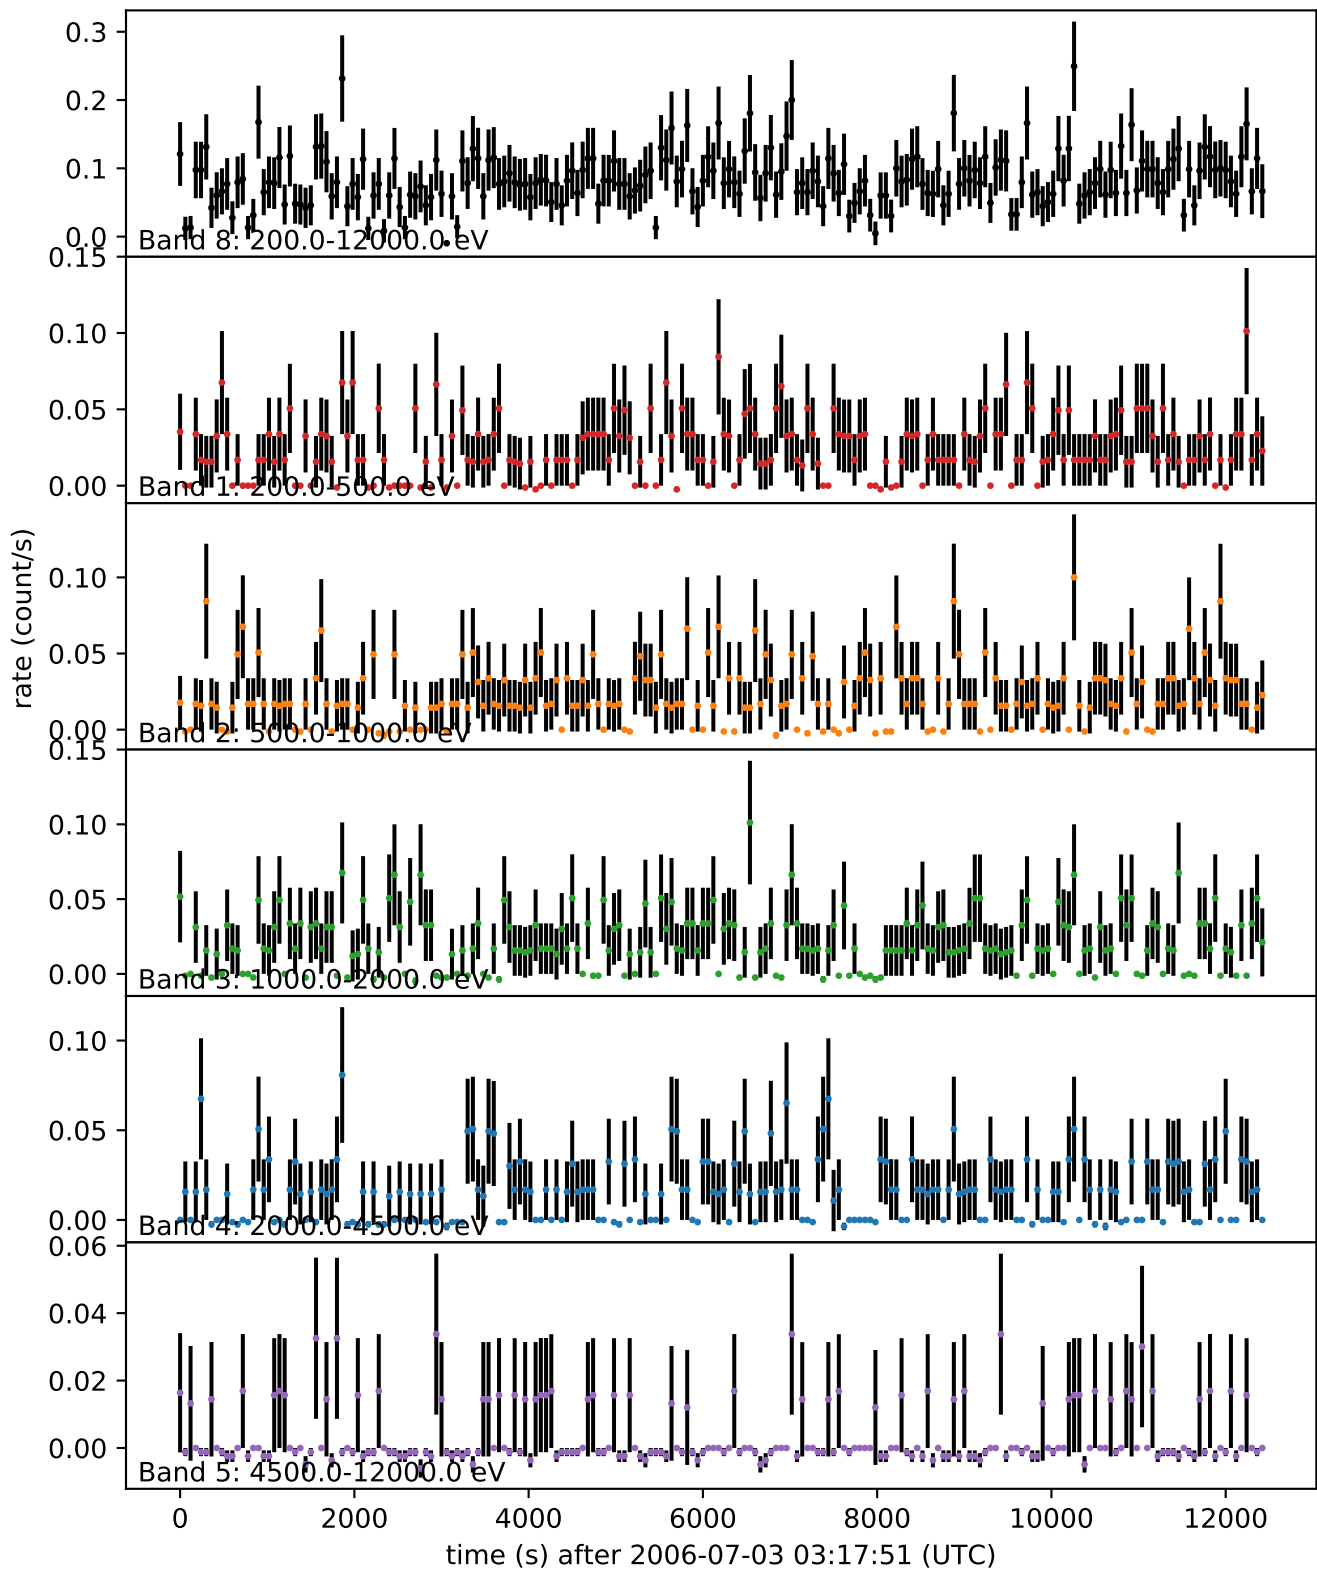 0.3
0.2
0.1
0.0
Band 8: 200.0-12000.0 eV
0.15
0.10
0.05
0.00
Band 1: 200.0-500.0 eV
rate (count/s)
0.10
0.05
0.00
Band 2: 500.0-1000.0 eV
0.15
0.10
0.05
0.00
Band 3: 1000.0-2000.0 eV
0.10
0.05
0.00
Band 4: 2000.0-4500.0 eV
0.06
0.04
0.02
0.00
Band 5: 4500.0-12000.0 eV
0 2000 4000 6000 8000 10000 12000
time (s) after 2006-07-03 03:17:51 (UTC)